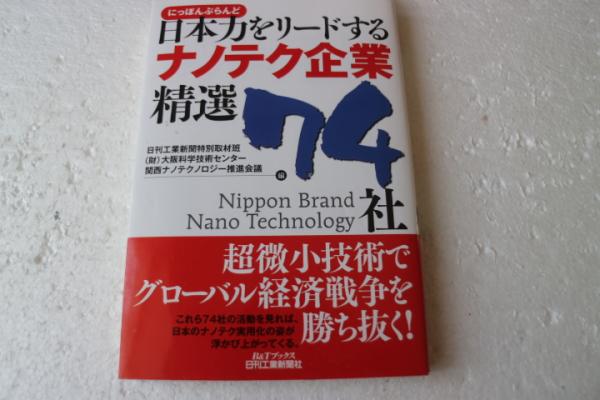 にっぽんぶらんど
日本力をリードする
ナノテク企業
精選74社
日刊工業新聞特別取材班
(財)大阪科学技術センター
関西ナノテクノロジー推進会議 編
Nippon Brand
Nano Technology
超微小技術で
グローバル経済戦争を
勝ち抜く!
これら74社の活動を見れば、
日本のナノテク実用化の姿が
浮かび上がってくる。
B&Tブックス
日刊工業新聞社